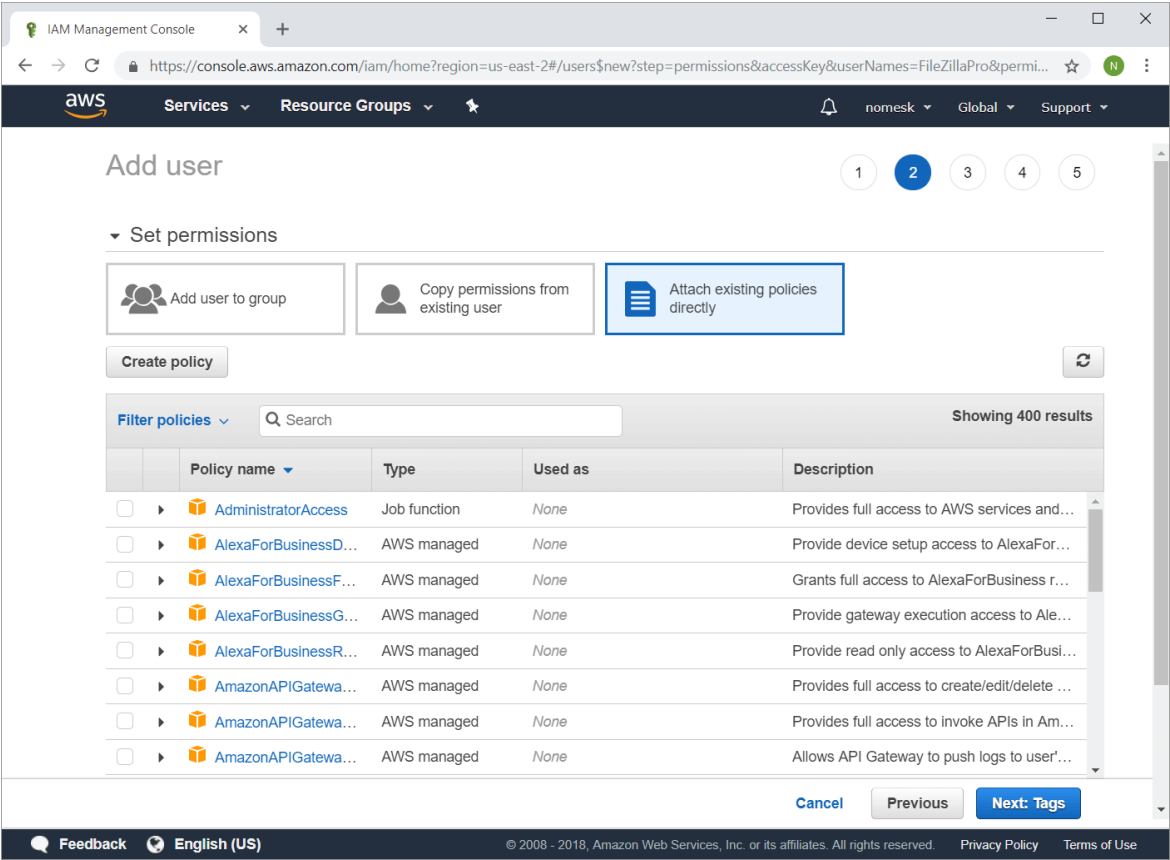 IAM Management Console
https://console.aws.amazon.com/iam/home?region=us-east-2#/users$new?step=permissions&accessKey&userNames=FileZillaPro&permi...
N
aws Services Resource Groups nomesk Global Support
Add user
1 2 3 4 5
Set permissions
Add user to group
Copy permissions from
existing user
Attach existing policies
directly
Create policy
Filter policies Search Showing 400 results
Policy name Type Used as Description
AdministratorAccess Job function None Provides full access to AWS services and...
AlexaForBusinessD... AWS managed None Provide device setup access to AlexaFor...
AlexaForBusinessF... AWS managed None Grants full access to AlexaForBusiness r...
AlexaForBusinessG... AWS managed None Provide gateway execution access to Ale...
AlexaForBusinessR... AWS managed None Provide read only access to AlexaForBusi...
AmazonAPIGatewa... AWS managed None Provides full access to create/edit/delete ...
AmazonAPIGatewa... AWS managed None Provides full access to invoke APIs in Am...
AmazonAPIGatewa... AWS managed None Allows API Gateway to push logs to user'...
Cancel Previous Next: Tags
Feedback English (US) © 2008 - 2018, Amazon Web Services, Inc. or its affiliates. All rights reserved. Privacy Policy Terms of Use